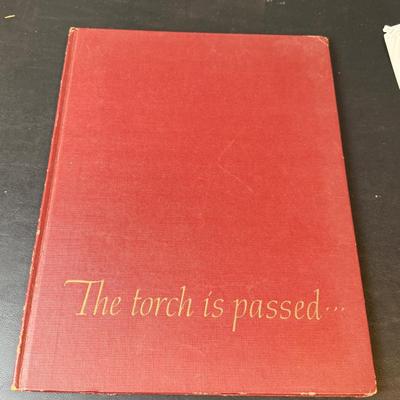 The torch is passed...